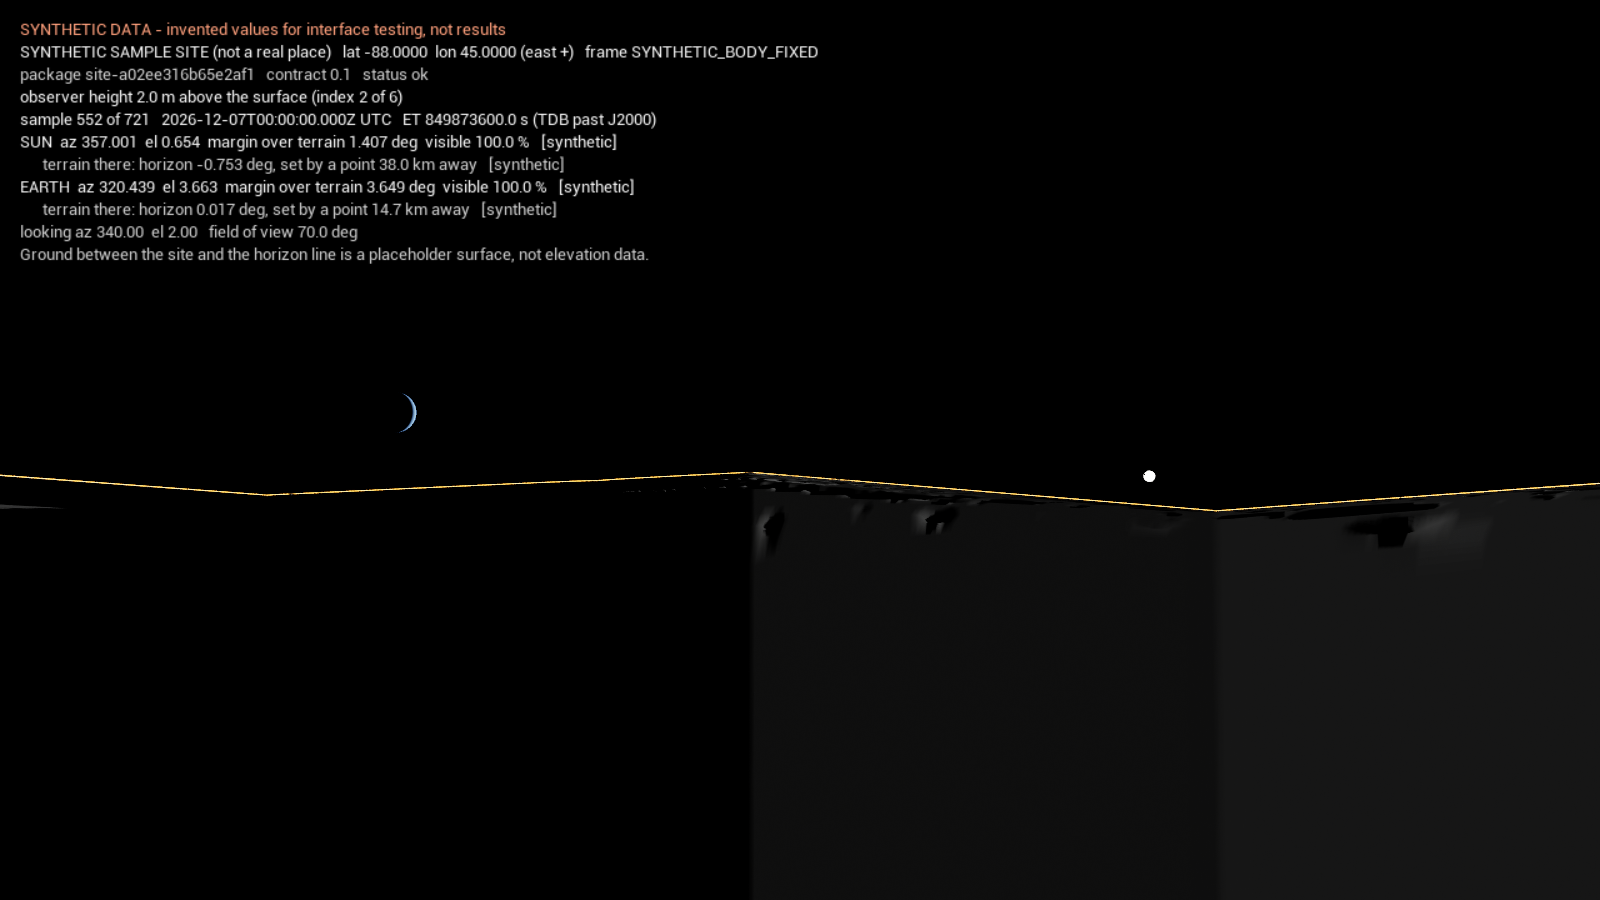 SYNTHETIC DATA - invented values for interface testing, not results
SYNTHETIC SAMPLE SITE (not a real place)   lat -88.0000  lon 45.0000 (east +)   frame SYNTHETIC_BODY_FIXED
package site-a02ee316b65e2af1   contract 0.1   status ok
observer height 2.0 m above the surface (index 2 of 6)
sample 552 of 721   2026-12-07T00:00:00.000Z UTC   ET 849873600.0 s (TDB past J2000)
SUN  az 357.001  el 0.654  margin over terrain 1.407 deg  visible 100.0 %   [synthetic]
terrain there: horizon -0.753 deg, set by a point 38.0 km away   [synthetic]
EARTH  az 320.439  el 3.663  margin over terrain 3.649 deg  visible 100.0 %   [synthetic]
terrain there: horizon 0.017 deg, set by a point 14.7 km away   [synthetic]
looking az 340.00  el 2.00   field of view 70.0 deg
Ground between the site and the horizon line is a placeholder surface, not elevation data.